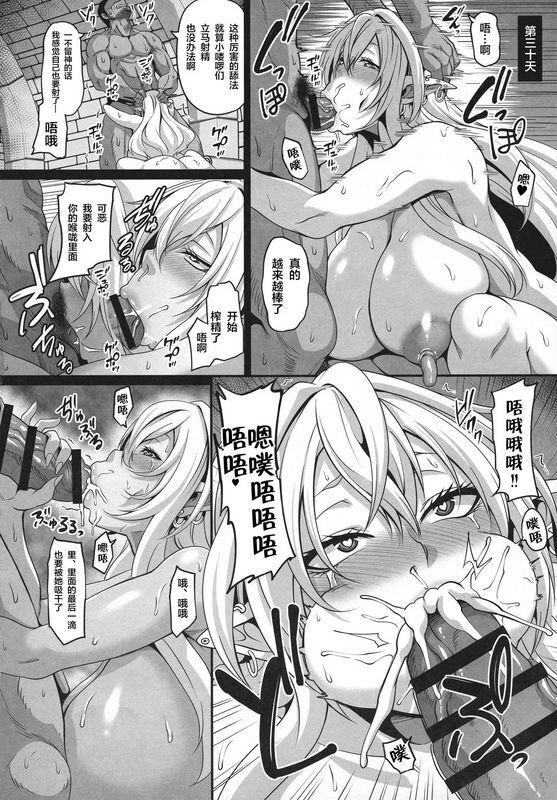 第三十天
唔…啊
唔
嗯♥
真的
越来越棒了
这种厉害的舔法
就算小喽啰们
立马射精
也没办法啊
一不留神的话
我感觉自己也要射了…
唔哦
可恶
我要射入
你的喉咙里面
开始
榨精了
唔啊
唔哦哦哦!!
噗
嗯噗唔唔唔
唔唔♥
噗
嗯唔
嗯唔
哦、哦哦
里、里面的最后一滴
也要被她吸干了